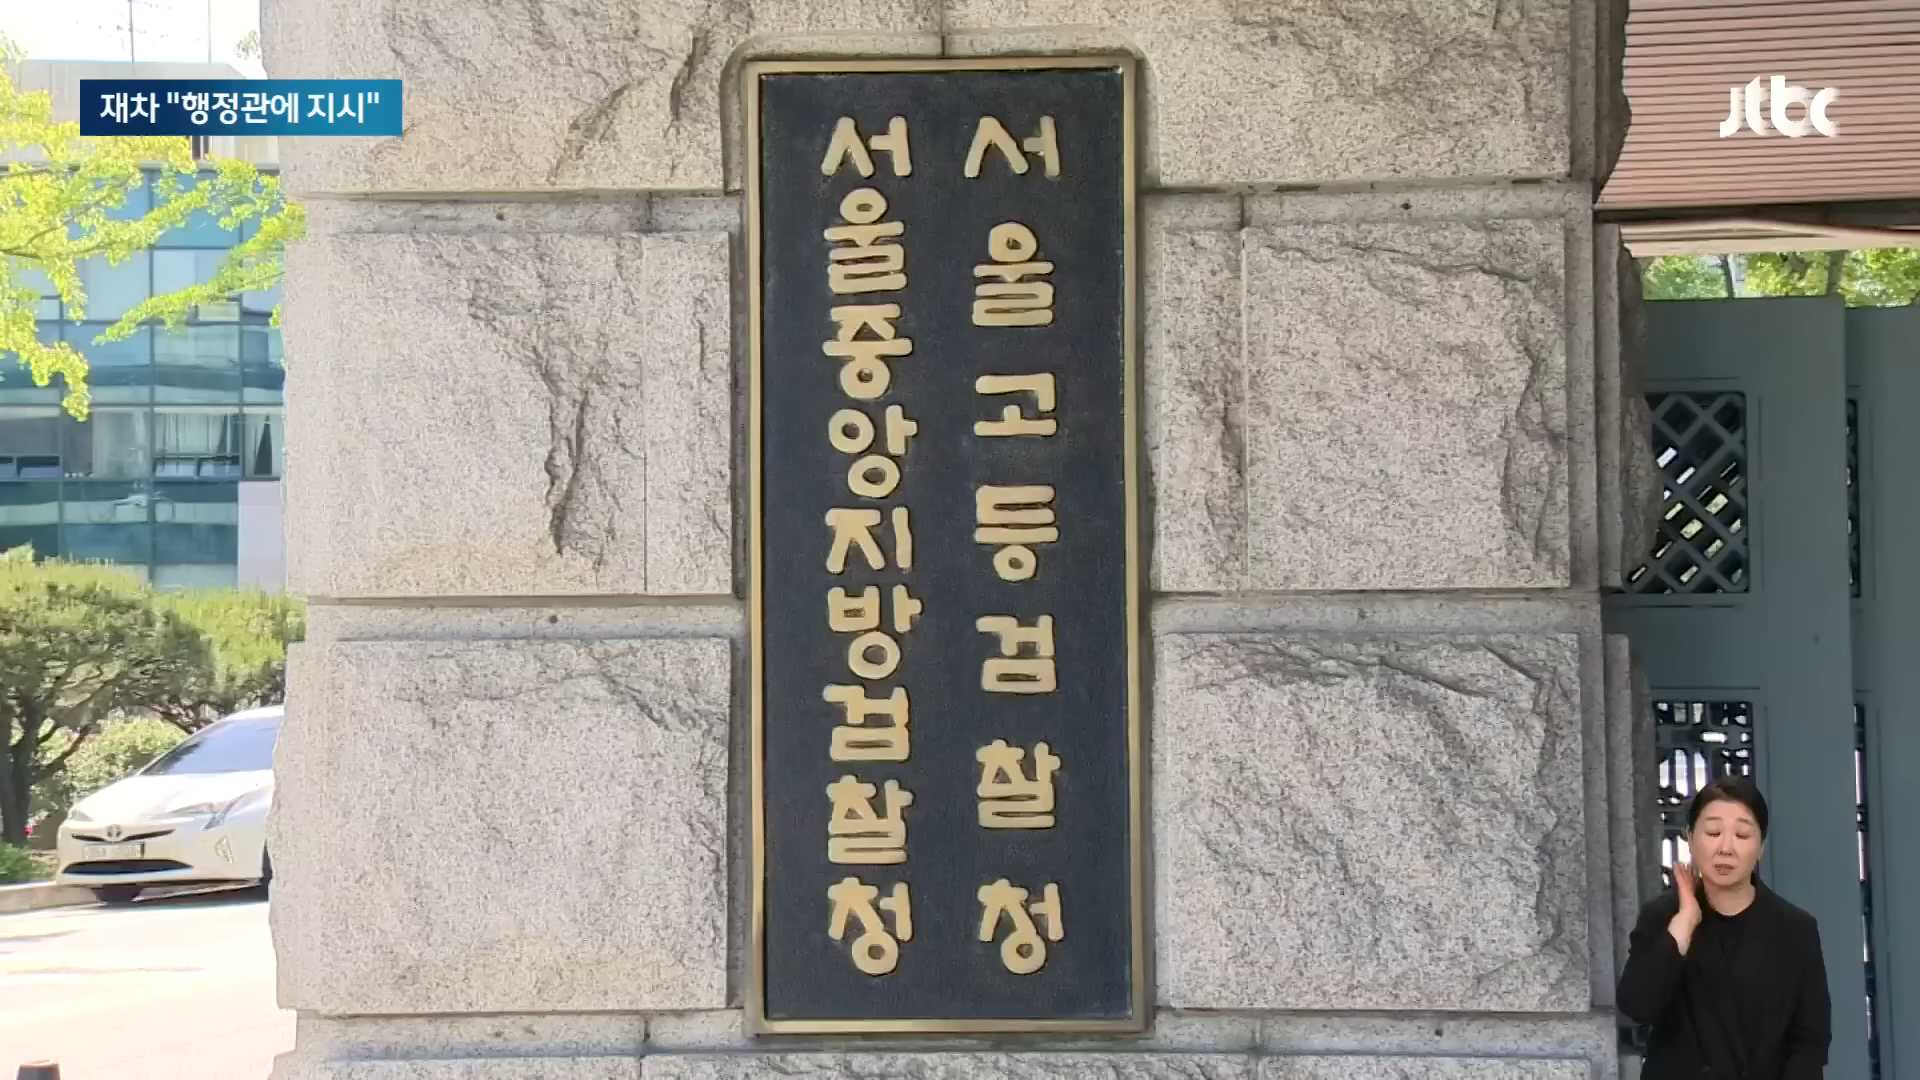 재차 "행정관에 지시"
jtbc
서울고등검찰청
서울중앙지방검찰청